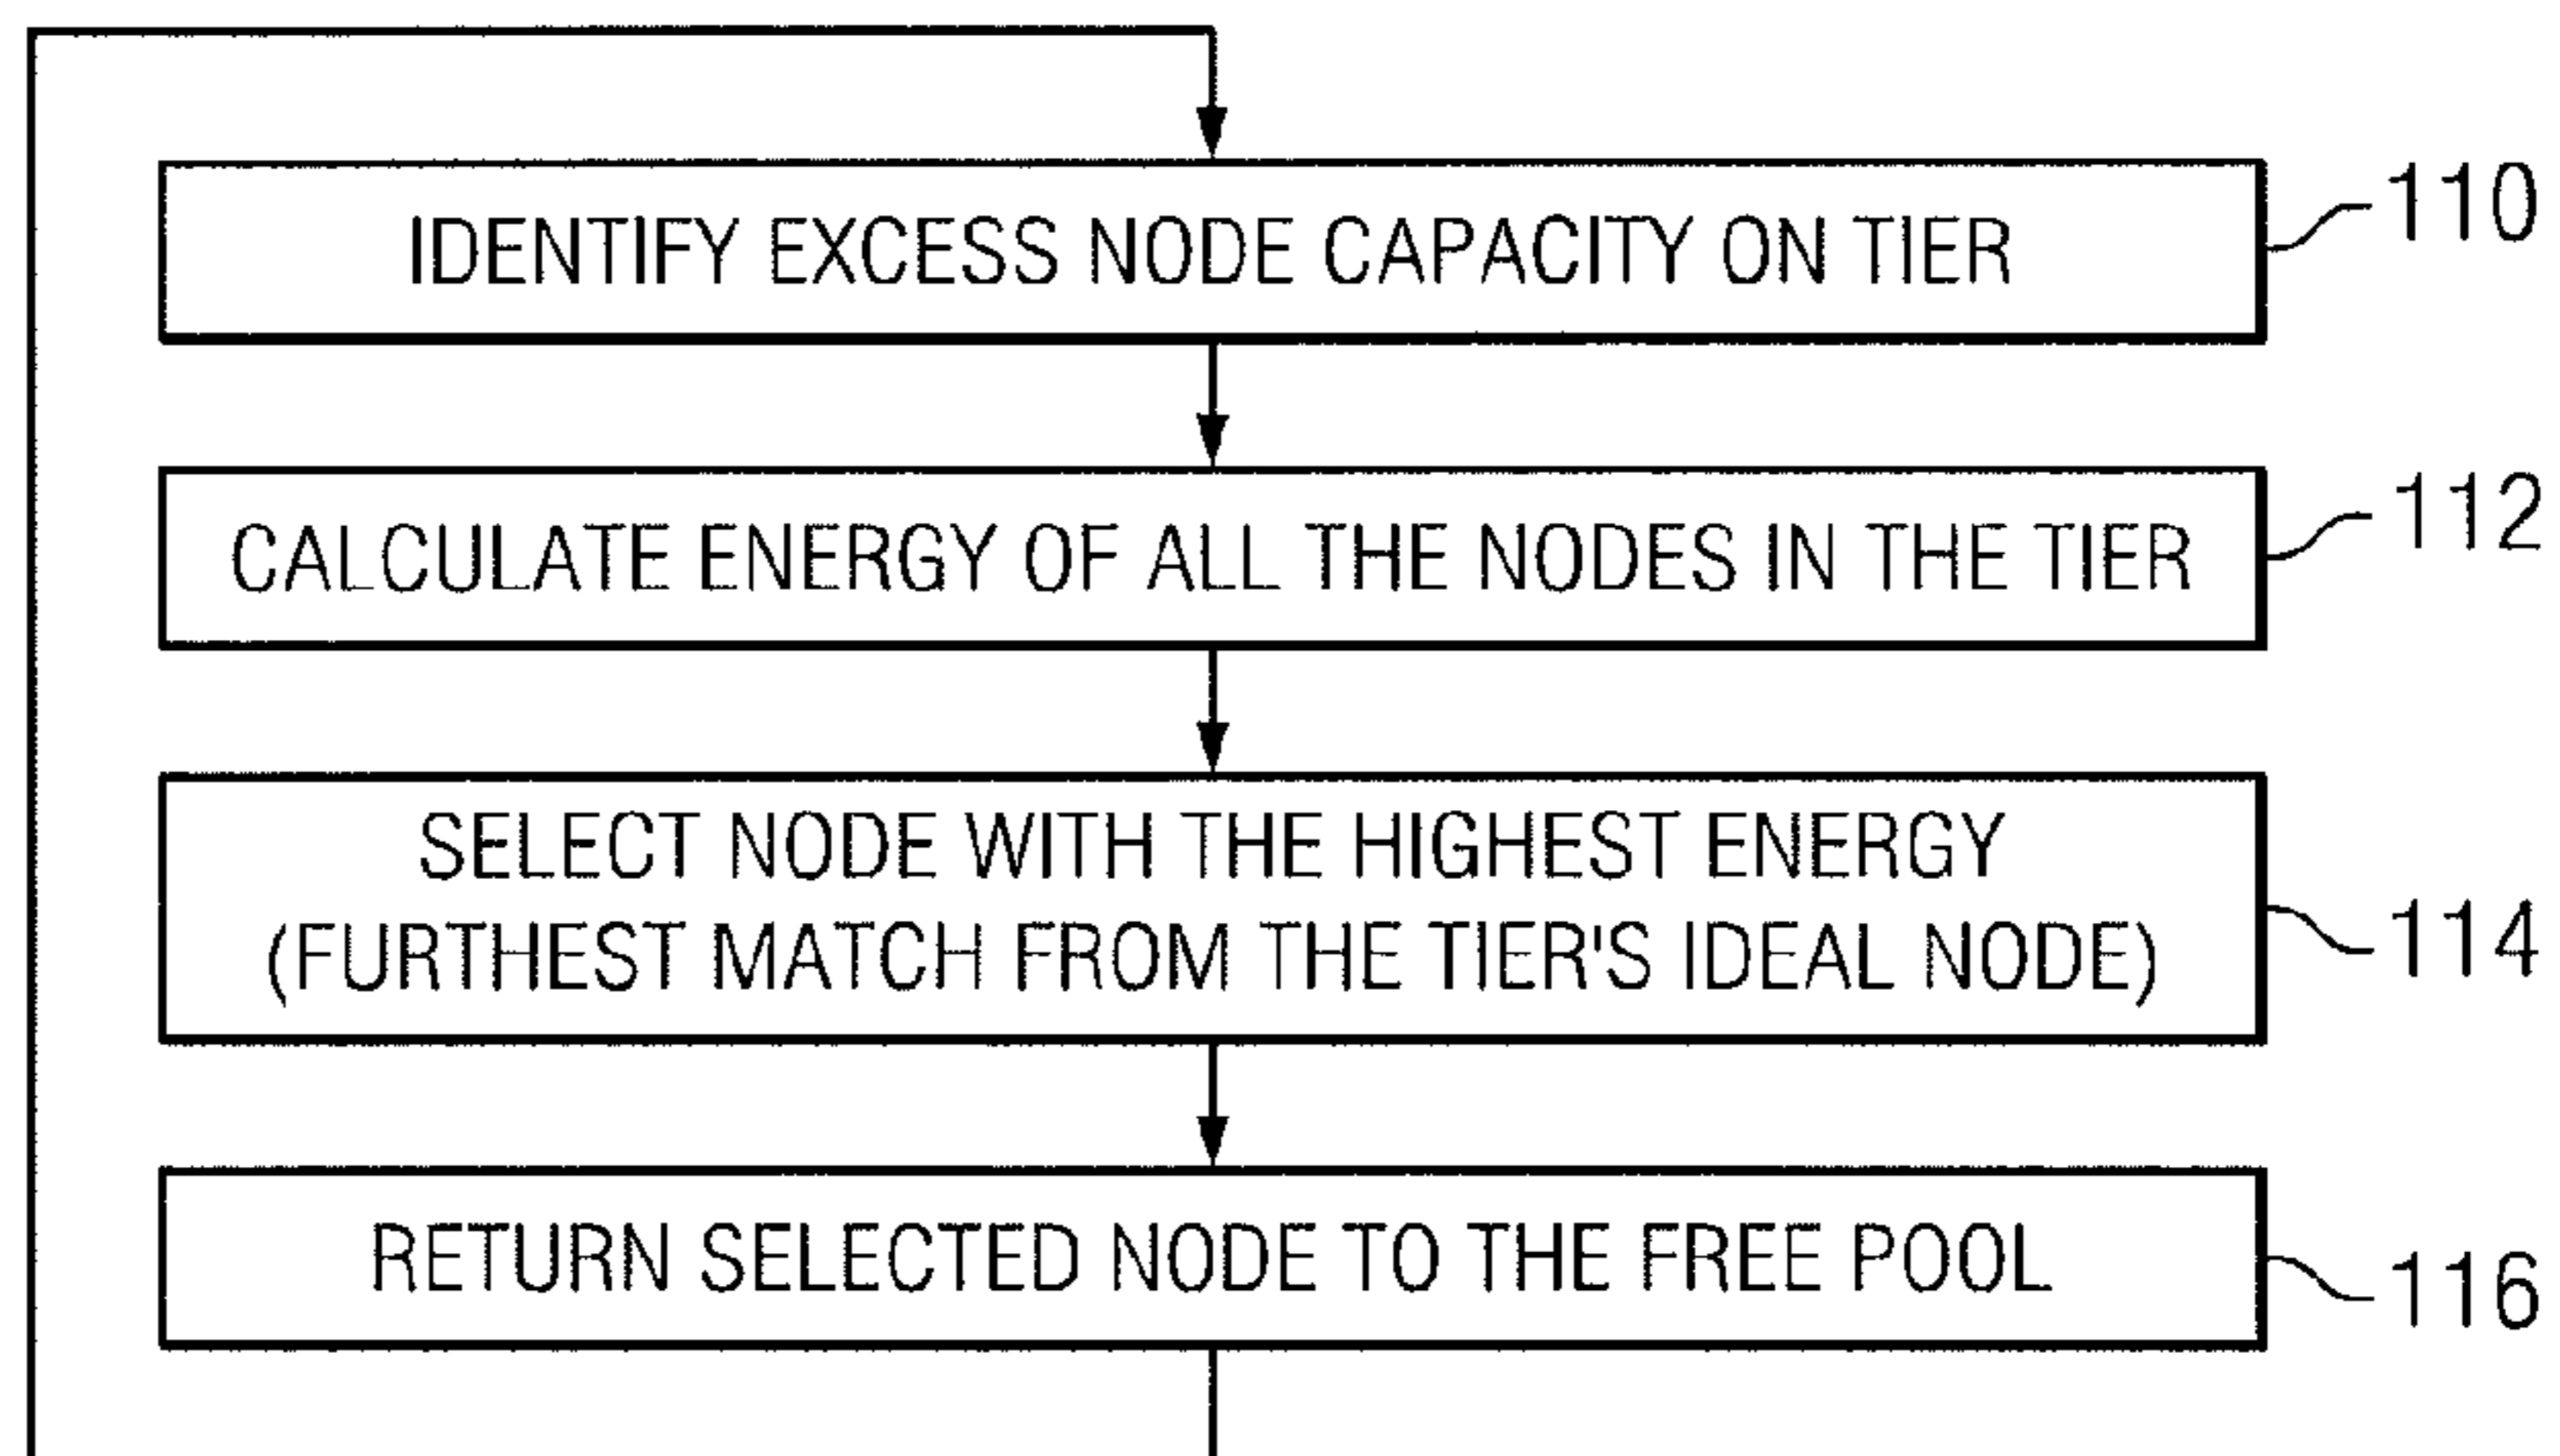 IDENTIFY EXCESS NODE CAPACITY ON TIER
110
CALCULATE ENERGY OF ALL THE NODES IN THE TIER
112
SELECT NODE WITH THE HIGHEST ENERGY
(FURTHEST MATCH FROM THE TIER'S IDEAL NODE)
114
RETURN SELECTED NODE TO THE FREE POOL
116